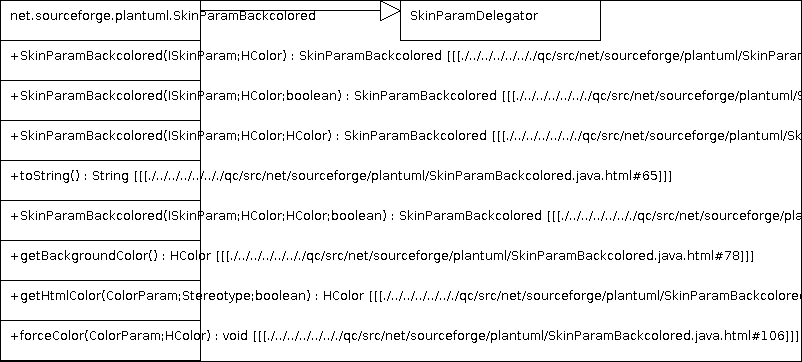 net.sourceforge.plantuml.SkinParamBackcolored
SkinParamDelegator
+SkinParamBackcolored(ISkinParam;HColor) : SkinParamBackcolored [[[./../../../../../../qc/src/net/sourceforge/plantuml/SkinParam
+SkinParamBackcolored(ISkinParam;HColor;boolean) : SkinParamBackcolored [[[./../../../../../../qc/src/net/sourceforge/plantuml/S
+SkinParamBackcolored(ISkinParam;HColor;HColor) : SkinParamBackcolored [[[./../../../../../../qc/src/net/sourceforge/plantuml/Sk
+toString() : String [[[./../../../../../../qc/src/net/sourceforge/plantuml/SkinParamBackcolored.java.html#65]]]
+SkinParamBackcolored(ISkinParam;HColor;HColor;boolean) : SkinParamBackcolored [[[./../../../../../../qc/src/net/sourceforge/pla
+getBackgroundColor() : HColor [[[./../../../../../../qc/src/net/sourceforge/plantuml/SkinParamBackcolored.java.html#78]]]
+getHtmlColor(ColorParam;Stereotype;boolean) : HColor [[[./../../../../../../qc/src/net/sourceforge/plantuml/SkinParamBackcolored
+forceColor(ColorParam;HColor) : void [[[./../../../../../../qc/src/net/sourceforge/plantuml/SkinParamBackcolored.java.html#106]]]